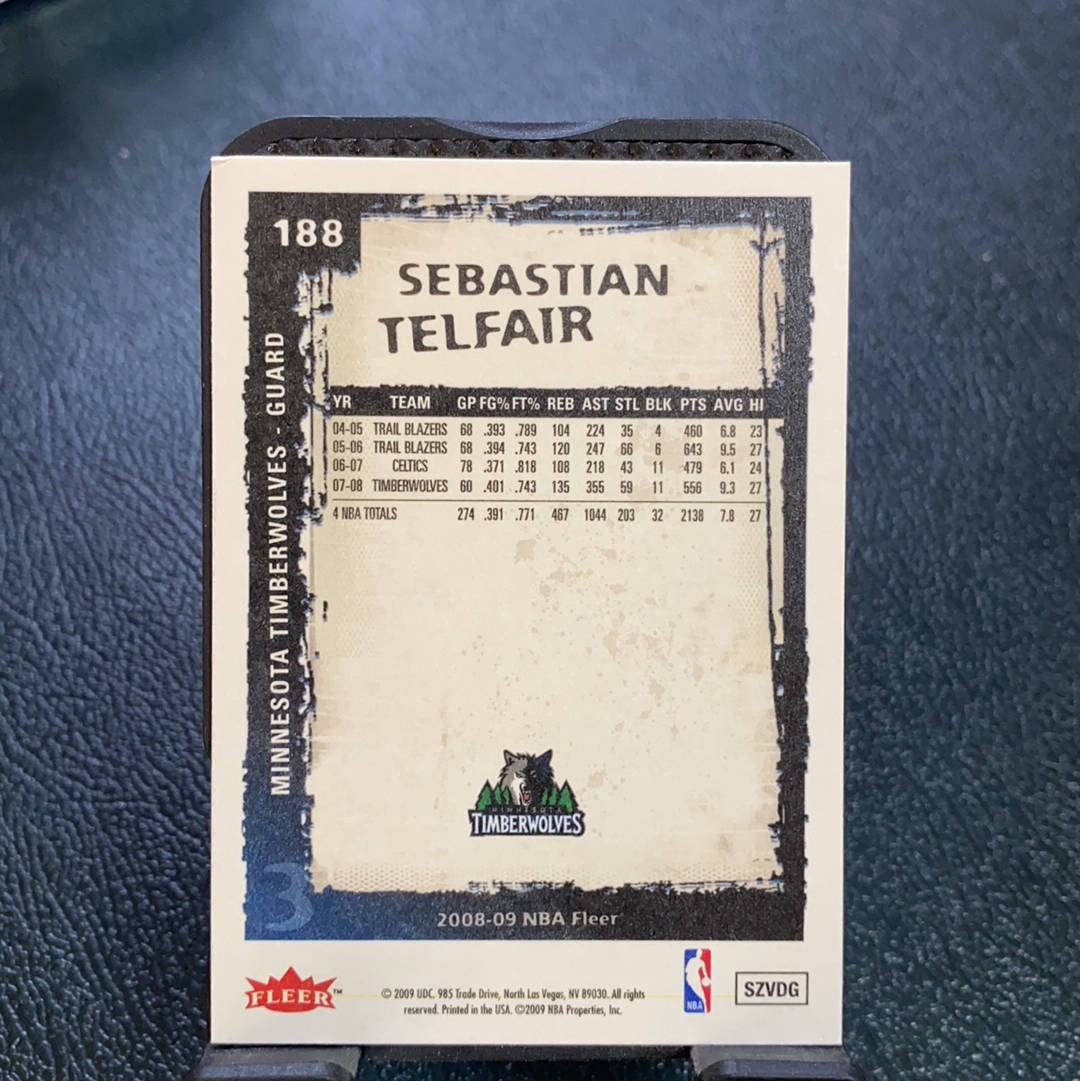 188
SEBASTIAN
TELFAIR
MINNESOTA TIMBERWOLVES - GUARD
YR TEAM GP FG% FT% REB AST STL BLK PTS AVG HI
04-05 TRAIL BLAZERS 68 .393 .789 104 224 35 4 460 6.8 23
05-06 TRAIL BLAZERS 68 .394 .743 120 247 66 6 643 9.5 27
06-07 CELTICS 78 .371 .818 108 218 43 11 479 6.1 24
07-08 TIMBERWOLVES 60 .401 .743 135 355 59 11 556 9.3 27
4 NBA TOTALS 274 .391 .771 467 1044 203 32 2138 7.8 27
MINNESOTA
TIMBERWOLVES
3
2008-09 NBA Fleer
FLEER™
© 2009 UDC. 985 Trade Drive, North Las Vegas, NV 89030. All rights
reserved. Printed in the USA. ©2009 NBA Properties, Inc.
NBA
SZVDG